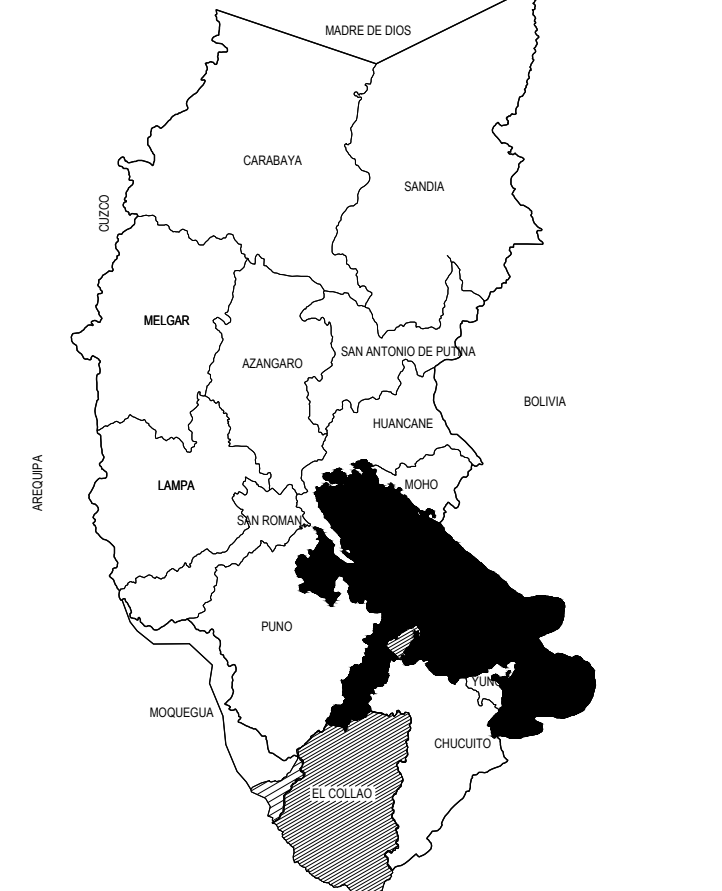 MADRE DE DIOS
CARABAYA
SANDIA
CUZCO
MELGAR
SAN ANTONIO DE PUTINA
AZANGARO
BOLIVIA
HUANCANE
AREQUIPA
LAMPA
MOHO
SAN ROMAN
PUNO
MOQUEGUA
CHUCUITO
EL COLLAO